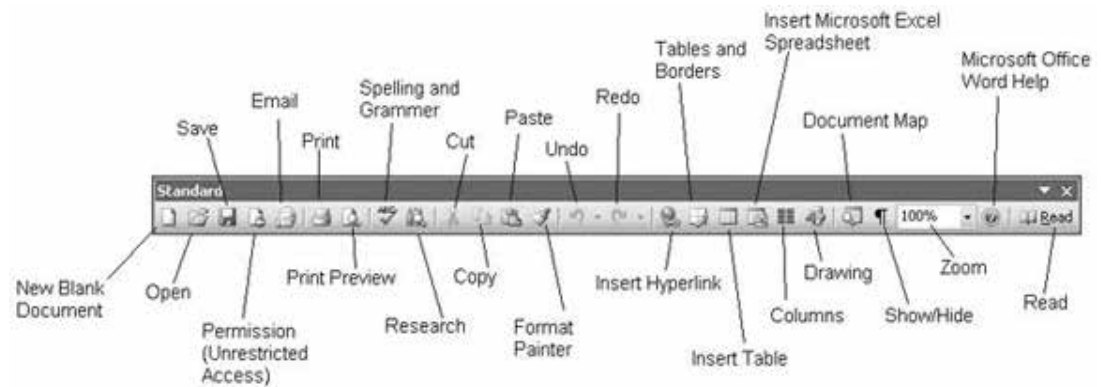 Insert Microsoft Excel
Spreadsheet
Tables and
Borders
Microsoft Office
Word Help
Spelling and
Grammer
Email
Redo
Paste
Document Map
Save
Print
Cut
Undo
Standard
100%
Read
New Blank
Document
Open
Print Preview
Copy
Insert Hyperlink
Drawing
Zoom
Permission
(Unrestricted
Access)
Research
Format
Painter
Columns
Show/Hide
Read
Insert Table